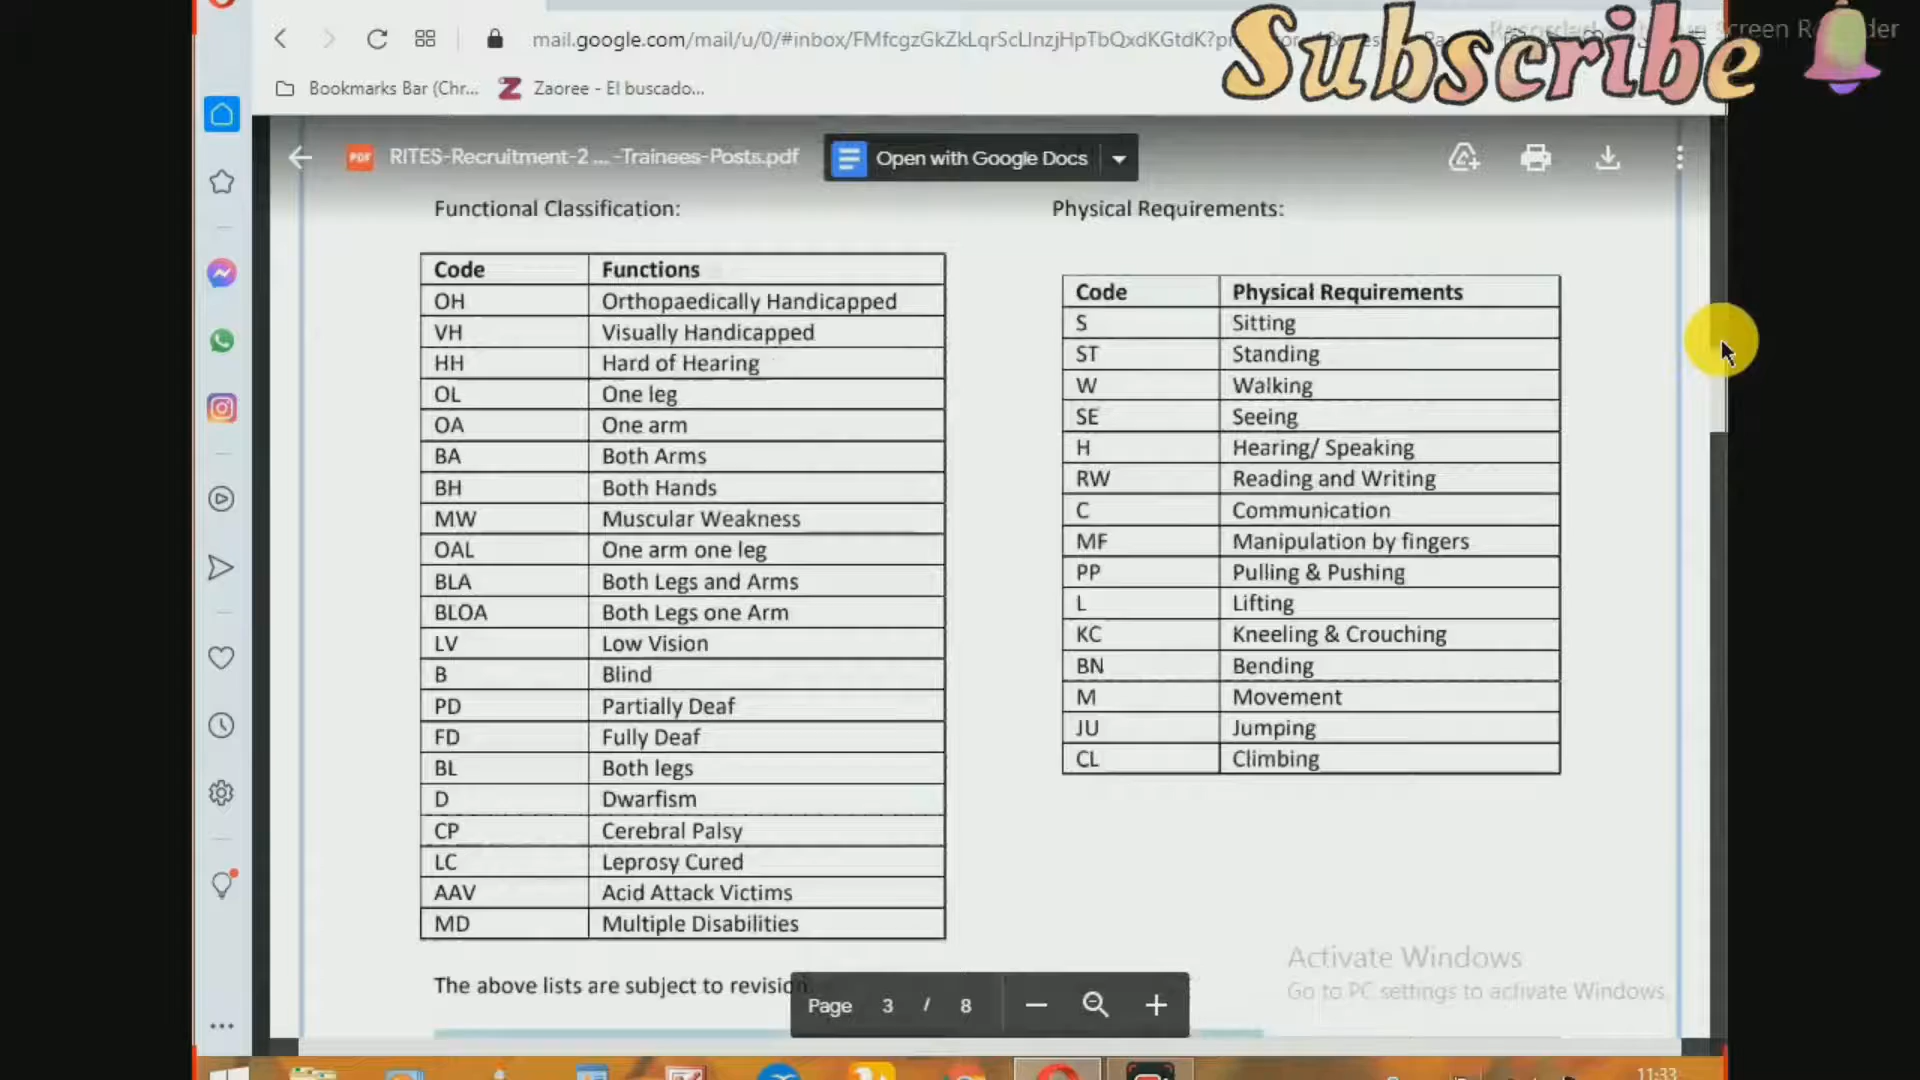 Subscribe
mail.google.com/mail/u/0/#inbox/FMfcgzGkZkLqrScLlnzjHpTbQxdKGtdK?pr
Screen
Bookmarks Bar (Chr...
Zaoree - El buscado...
PDF
RITES-Recruitment-2 ... -Trainees-Posts.pdf
Open with Google Docs
Functional Classification:
Code Functions
OH Orthopaedically Handicapped
VH Visually Handicapped
HH Hard of Hearing
OL One leg
OA One arm
BA Both Arms
BH Both Hands
MW Muscular Weakness
OAL One arm one leg
BLA Both Legs and Arms
BLOA Both Legs one Arm
LV Low Vision
B Blind
PD Partially Deaf
FD Fully Deaf
BL Both legs
D Dwarfism
CP Cerebral Palsy
LC Leprosy Cured
AAV Acid Attack Victims
MD Multiple Disabilities
Physical Requirements:
Code Physical Requirements
S Sitting
ST Standing
W Walking
SE Seeing
H Hearing/ Speaking
RW Reading and Writing
C Communication
MF Manipulation by fingers
PP Pulling & Pushing
L Lifting
KC Kneeling & Crouching
BN Bending
M Movement
JU Jumping
CL Climbing
The above lists are subject to revision
Page 3 / 8
Activate Windows
Go to PC settings to activate Windows.
11:33